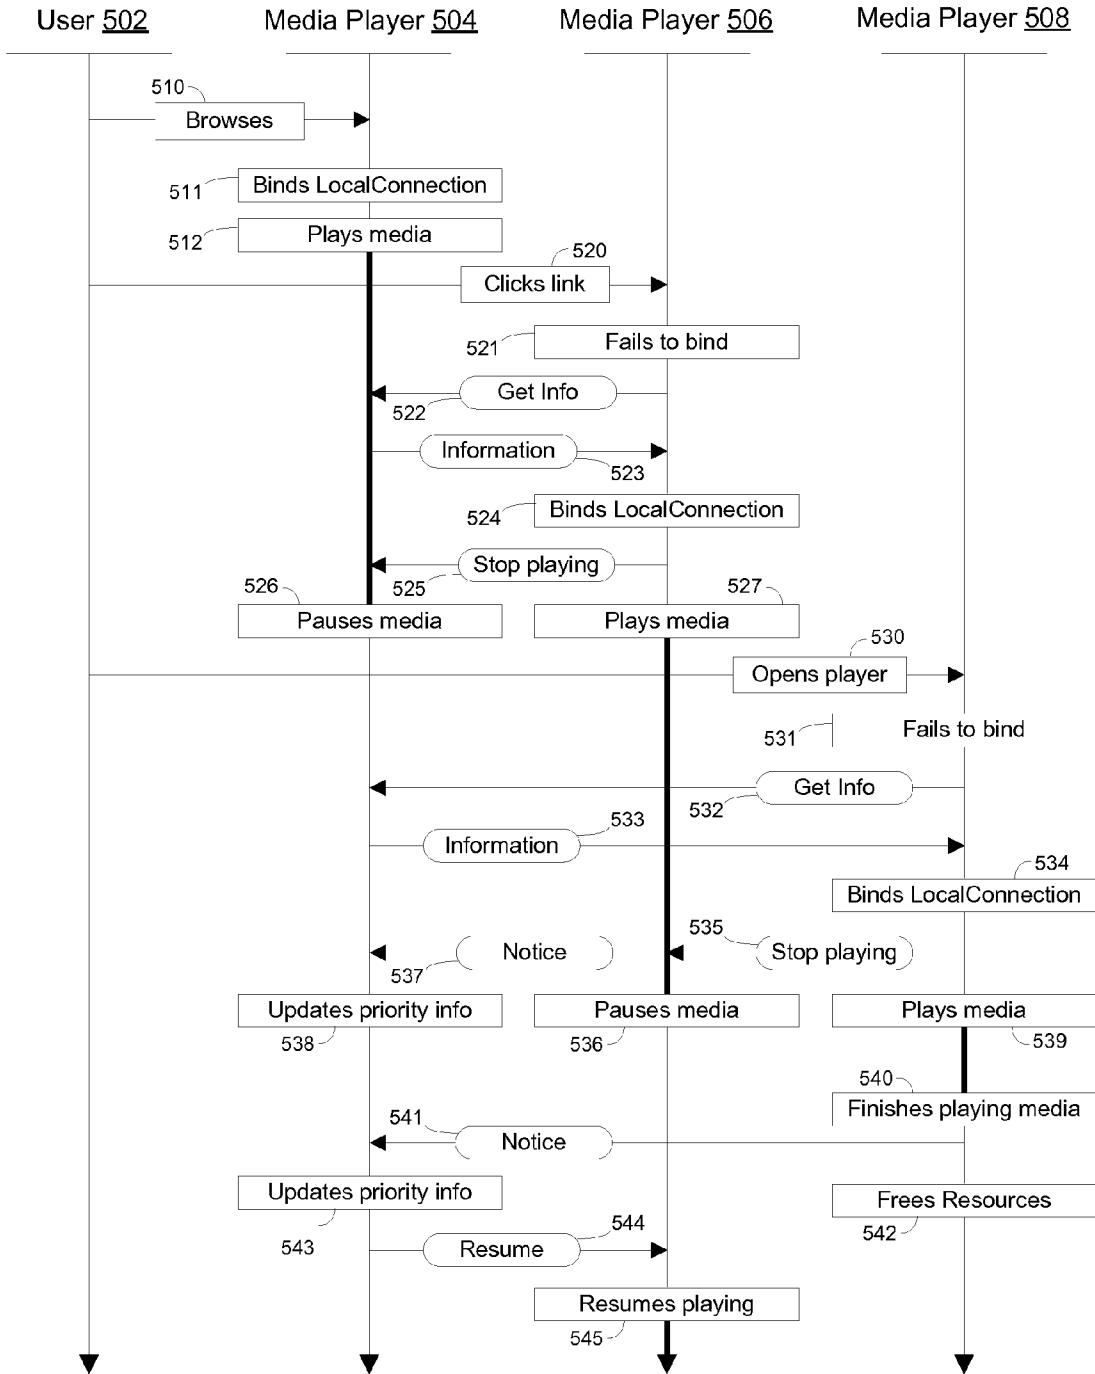 User 502 Media Player 504 Media Player 506 Media Player 508
510
Browses
511
Binds LocalConnection
512
Plays media
520
Clicks link
521
Fails to bind
522
Get Info
Information
523
524
Binds LocalConnection
525
Stop playing
526
Pauses media
527
Plays media
530
Opens player
531
Fails to bind
532
Get Info
533
Information
534
Binds LocalConnection
535
Stop playing
Notice
537
Updates priority info
538
Pauses media
536
Plays media
539
540
Finishes playing media
541
Notice
Updates priority info
543
Frees Resources
542
544
Resume
Resumes playing
545